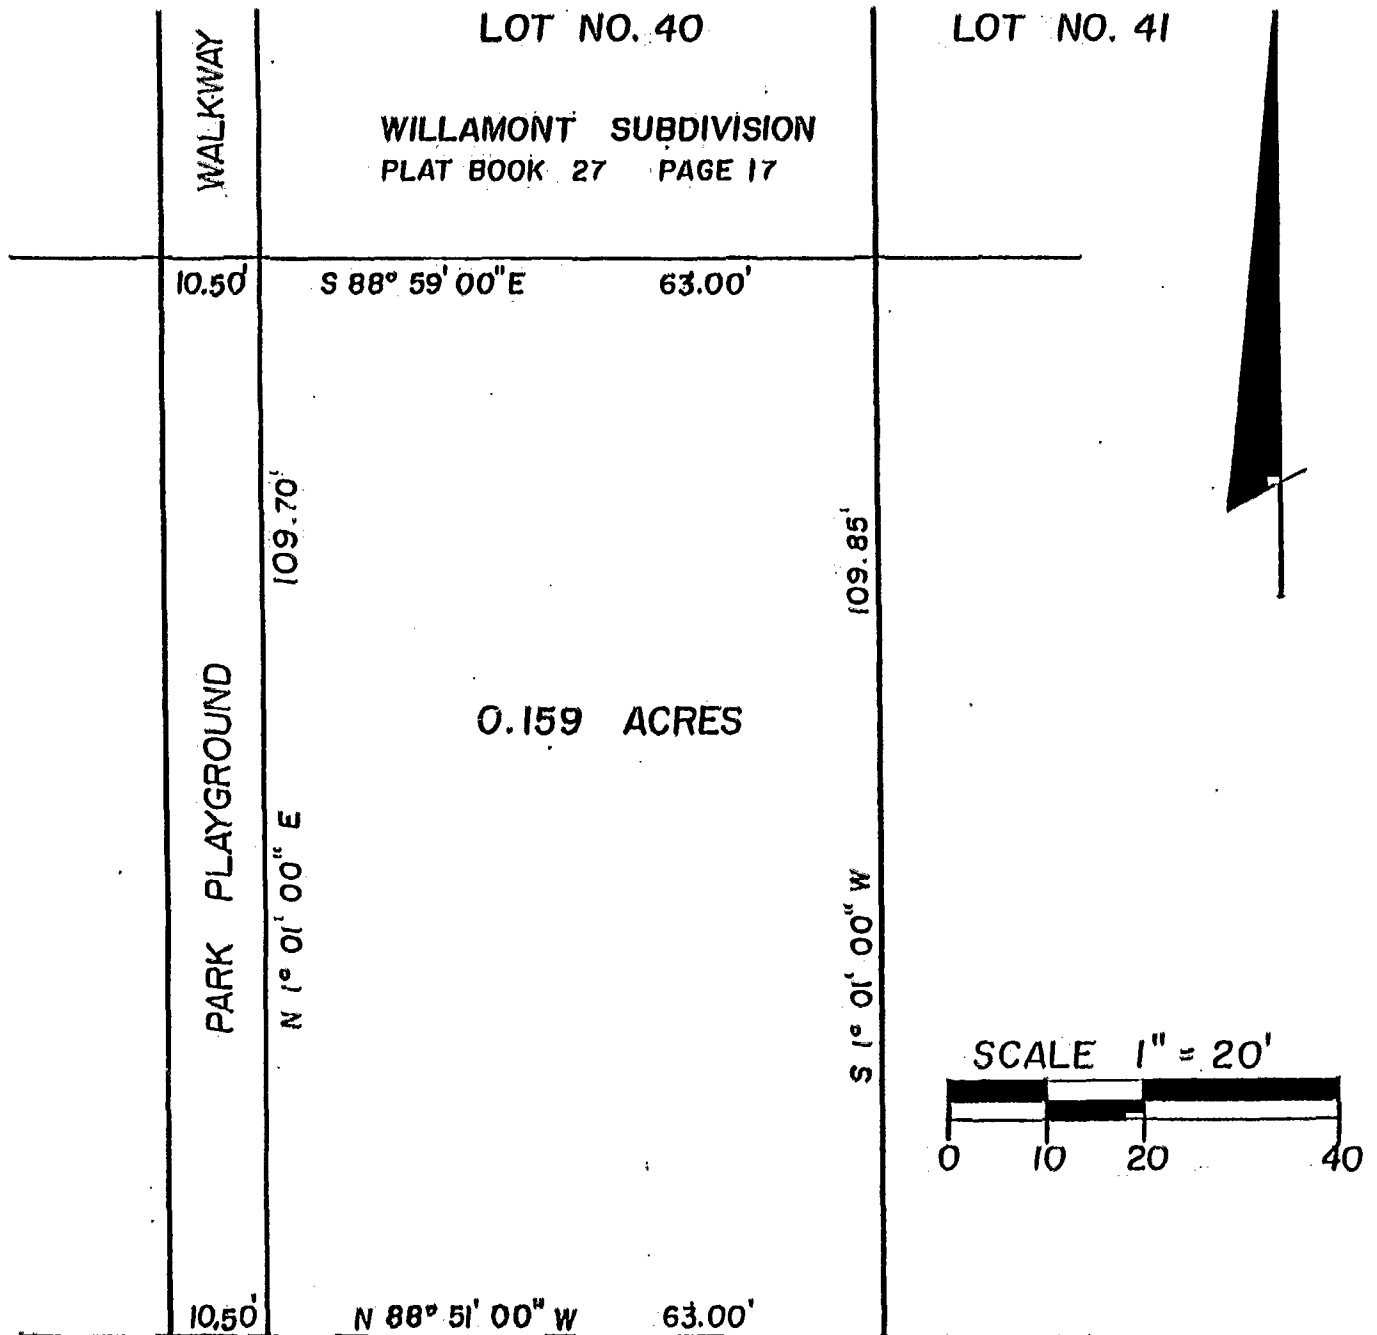 LOT NO. 40
LOT NO. 41
WALKWAY
WILLAMONT SUBDIVISION
PLAT BOOK 27 PAGE 17
10.50'
S 88° 59' 00" E
63.00'
109.70'
109.85'
0.159 ACRES
PARK PLAYGROUND
N 1° 01' 00" E
S 1° 01' 00" W
SCALE 1" = 20'
0 10 20 40
10.50'
N 88° 51' 00" W
63.00'